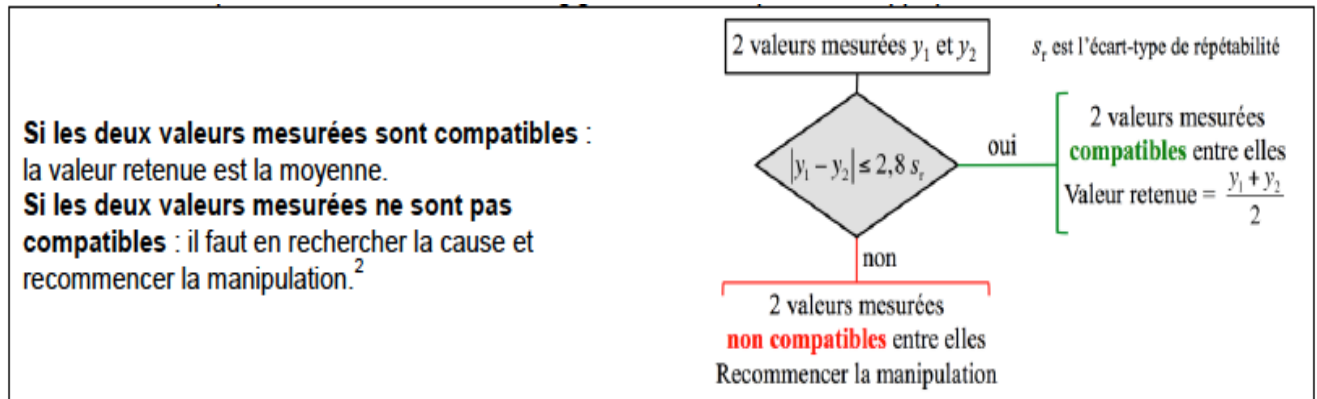 Si les deux valeurs mesurées sont compatibles :
la valeur retenue est la moyenne.
Si les deux valeurs mesurées ne sont pas
compatibles : il faut en rechercher la cause et
recommencer la manipulation.²
2 valeurs mesurées y₁ et y₂
sᵣ est l'écart-type de répétabilité
|y₁ – y₂| ≤ 2,8 sᵣ
oui
2 valeurs mesurées
compatibles entre elles
Valeur retenue = (y₁ + y₂)/2
non
2 valeurs mesurées
non compatibles entre elles
Recommencer la manipulation